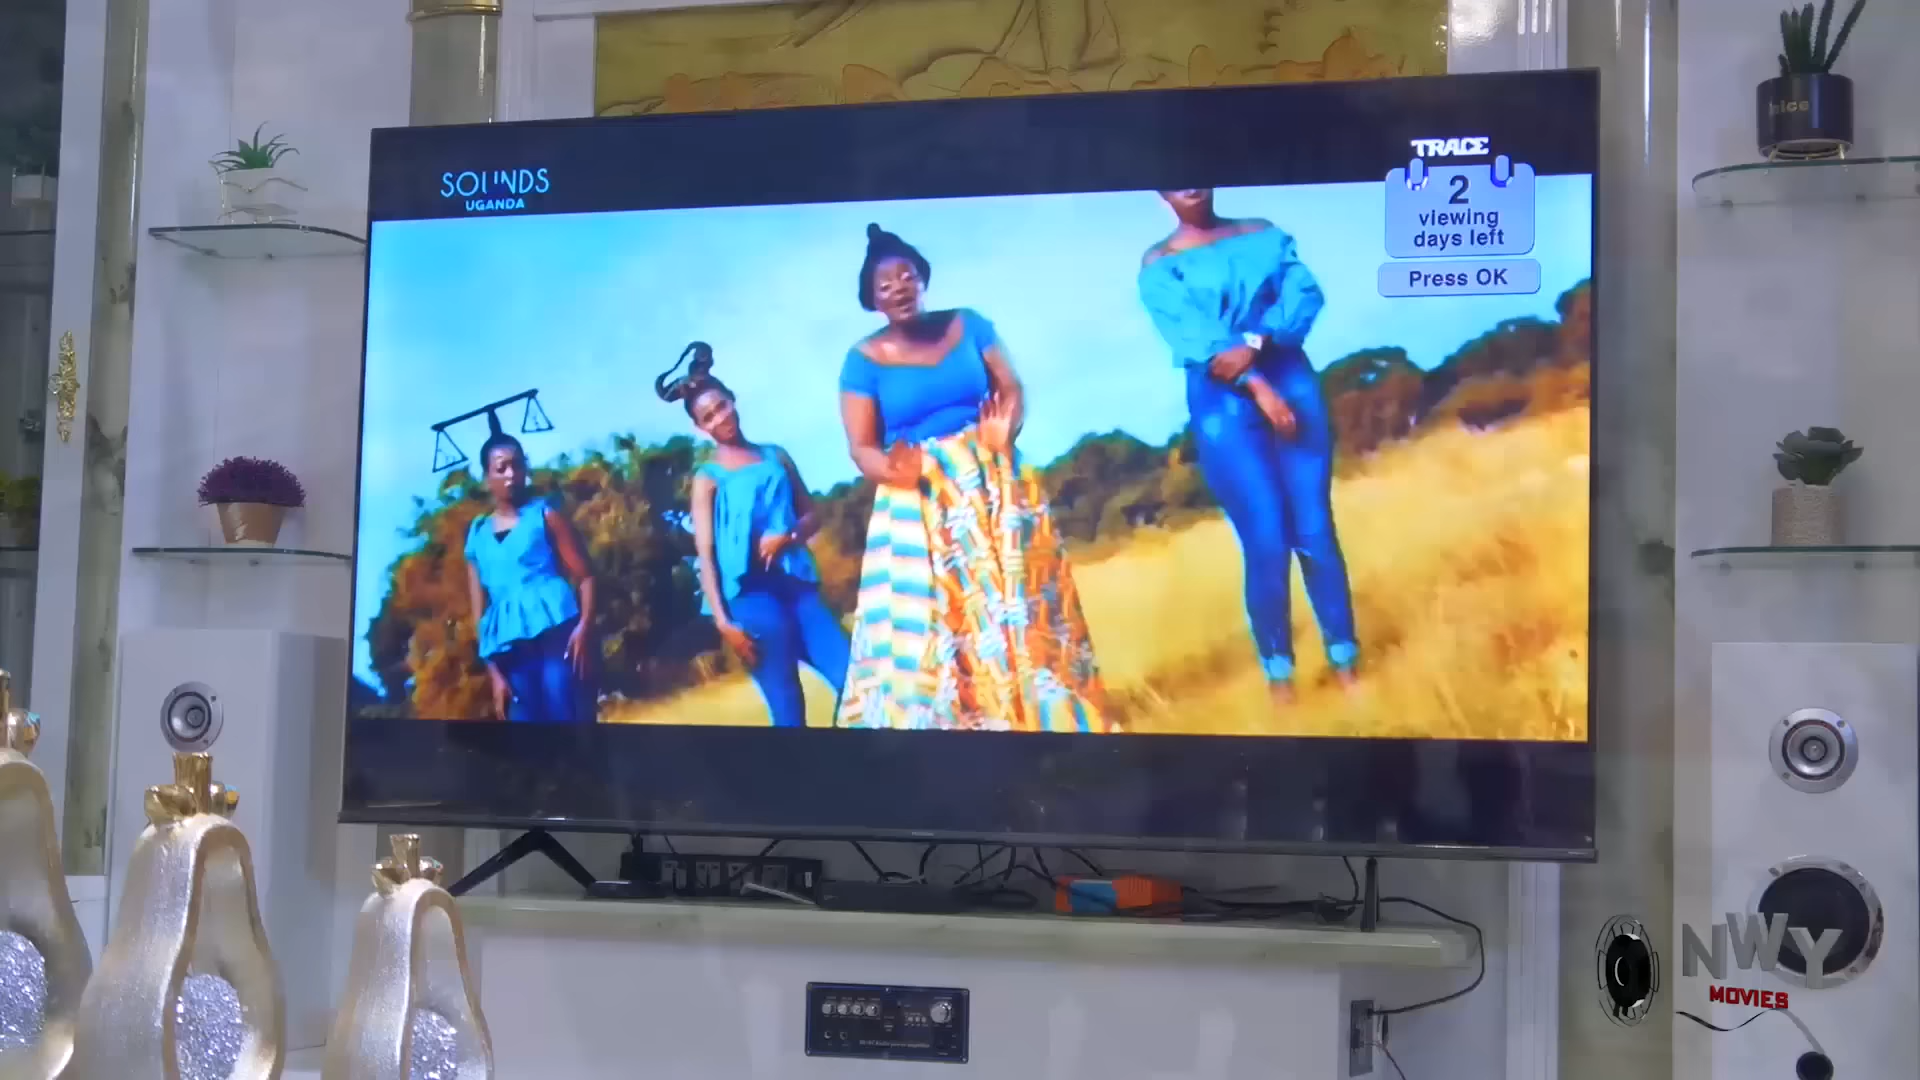 SOUNDS
UGANDA
TRACE
2
viewing
days left
Press OK
NWY
MOVIES